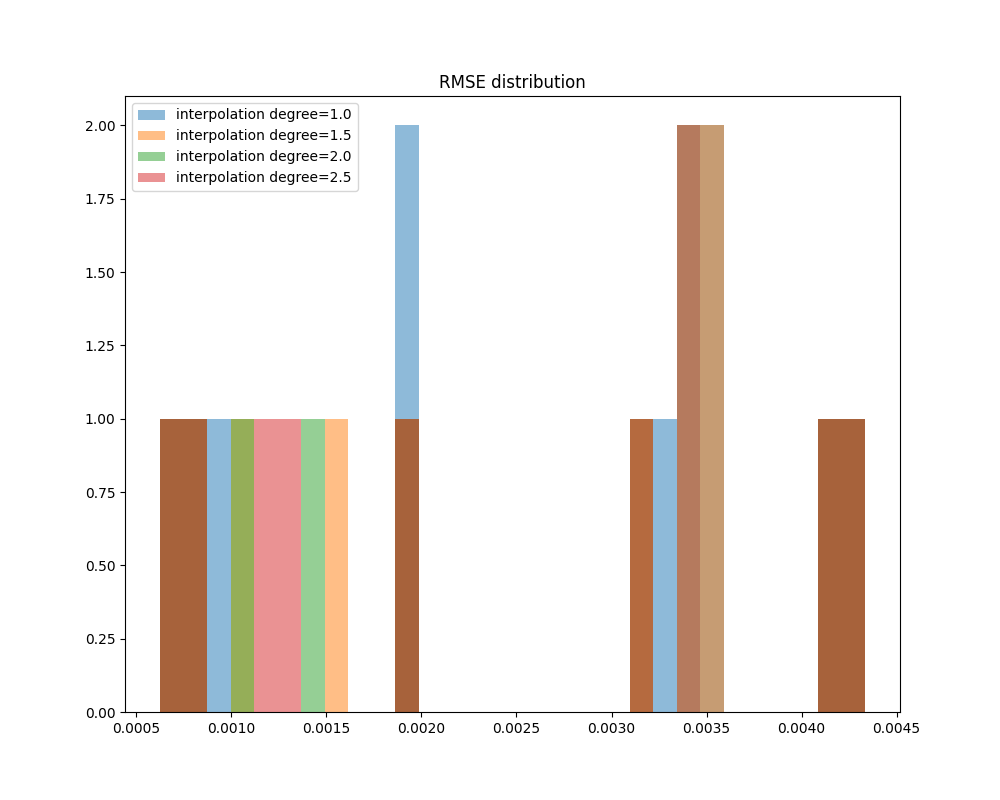 RMSE distribution
interpolation degree=1.0
interpolation degree=1.5
interpolation degree=2.0
interpolation degree=2.5
2.00
1.75
1.50
1.25
1.00
0.75
0.50
0.25
0.00
0.0005 0.0010 0.0015 0.0020 0.0025 0.0030 0.0035 0.0040 0.0045